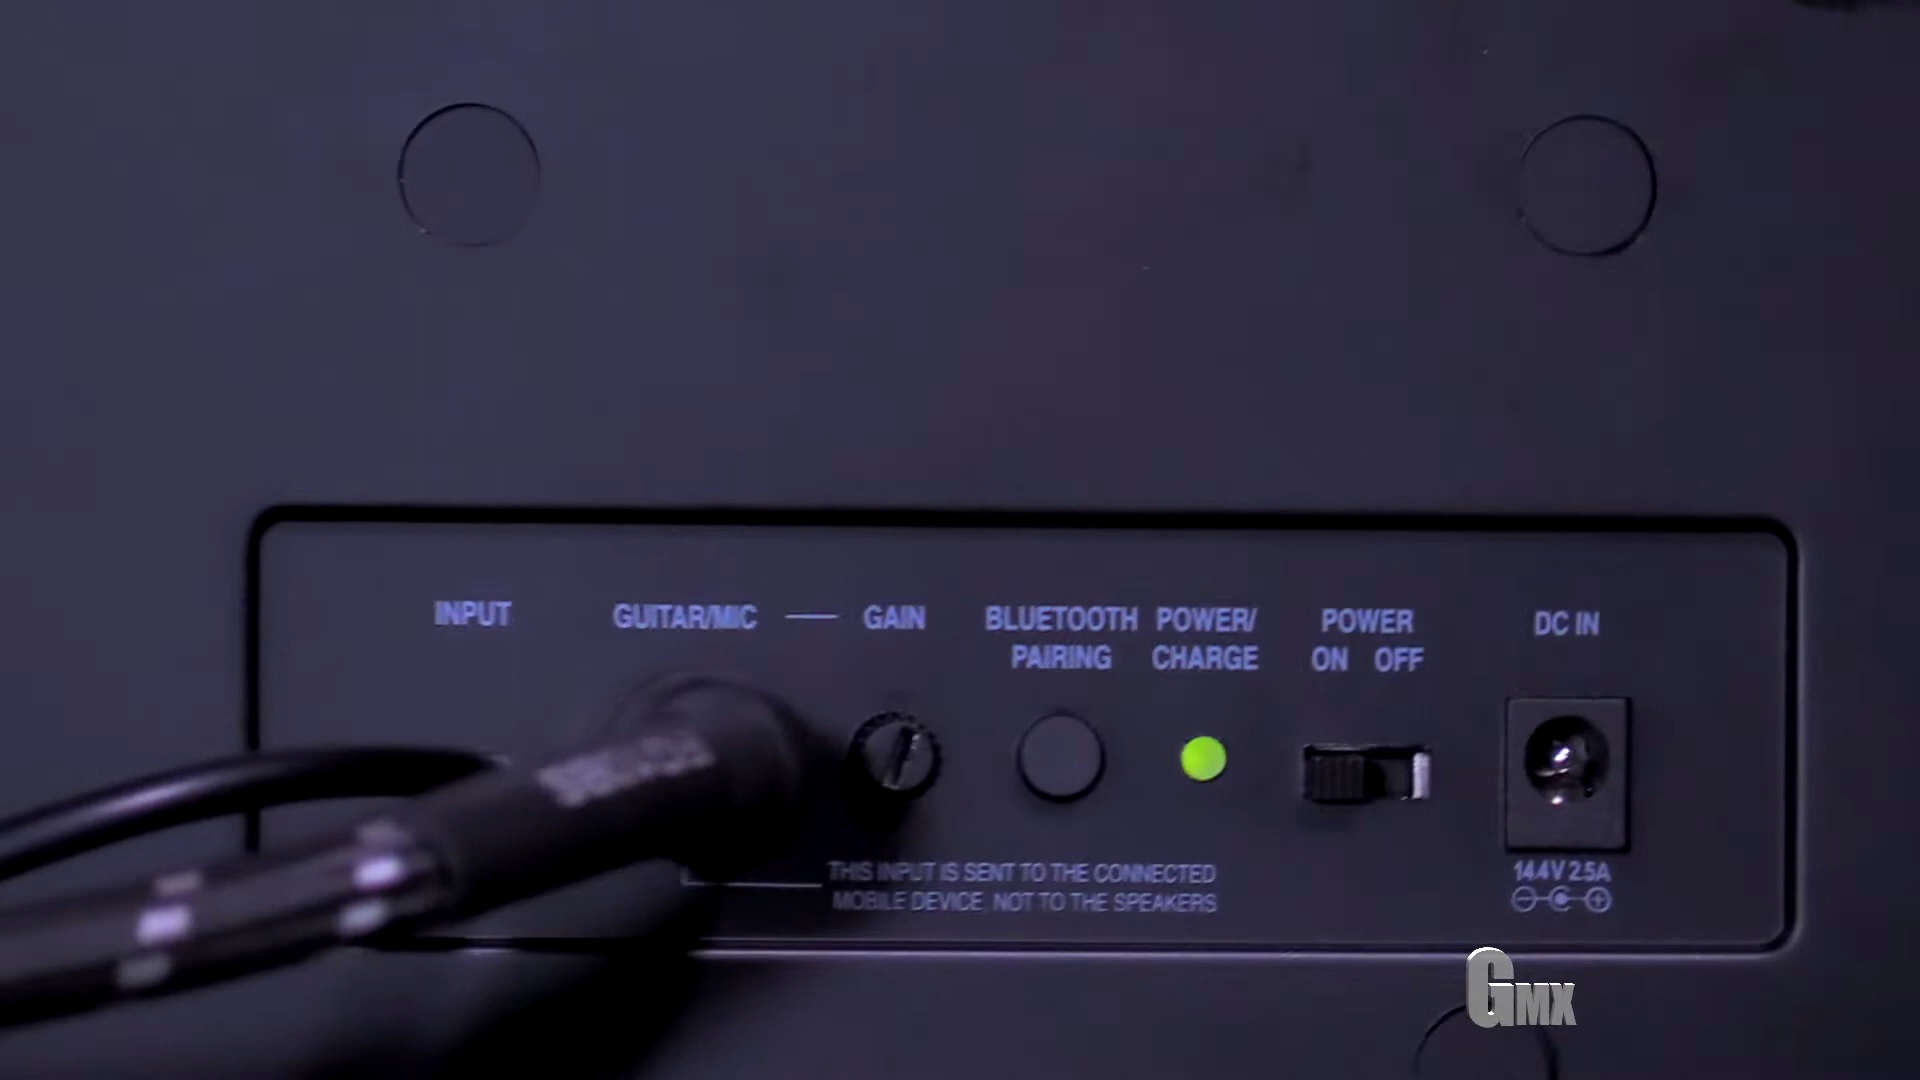 INPUT
GUITAR/MIC — GAIN
BLUETOOTH
PAIRING
POWER/
CHARGE
POWER
ON OFF
DC IN
THIS INPUT IS SENT TO THE CONNECTED
MOBILE DEVICE, NOT TO THE SPEAKERS
14.4V 2.5A
GMX